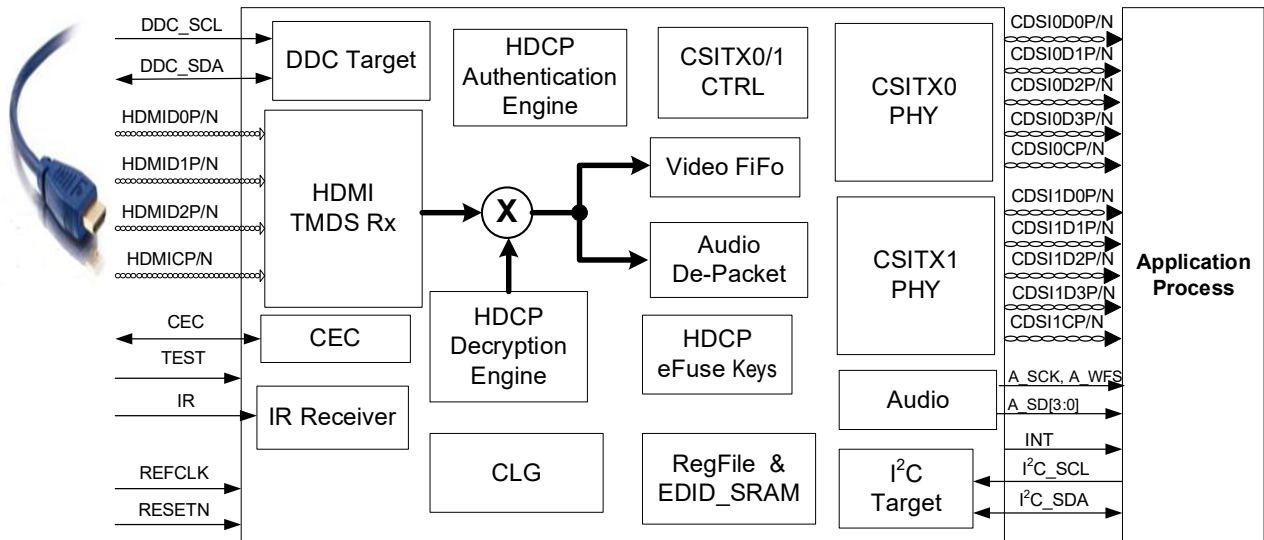 DDC_SCL
DDC_SDA
HDMID0P/N
HDMID1P/N
HDMID2P/N
HDMICP/N
CEC
TEST
IR
REFCLK
RESETN
DDC Target
HDMI
TMDS Rx
CEC
IR Receiver
HDCP
Authentication
Engine
X
HDCP
Decryption
Engine
CLG
CSITX0/1
CTRL
Video FiFo
Audio
De-Packet
HDCP
eFuse Keys
RegFile &
EDID_SRAM
CSITX0
PHY
CSITX1
PHY
Audio
I²C
Target
CDSI0D0P/N
CDSI0D1P/N
CDSI0D2P/N
CDSI0D3P/N
CDSI0CP/N
CDSI1D0P/N
CDSI1D1P/N
CDSI1D2P/N
CDSI1D3P/N
CDSI1CP/N
A_SCK, A_WFS
A_SD[3:0]
INT
I²C_SCL
I²C_SDA
Application
Process